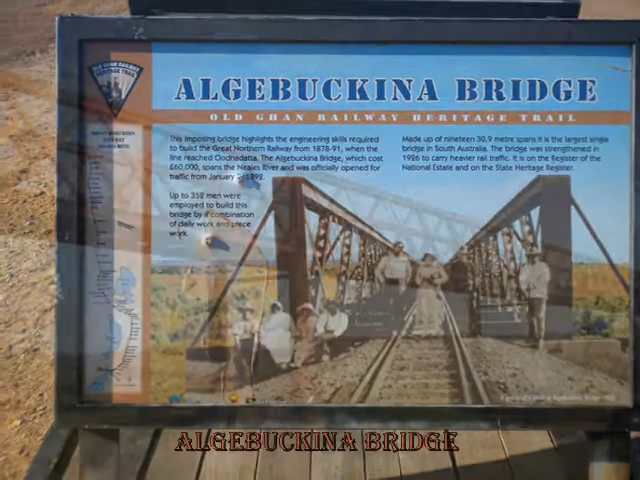 OLD GHAN RAILWAY
HERITAGE TRAIL
ALGEBUCKINA BRIDGE
OLD GHAN RAILWAY HERITAGE TRAIL
This imposing bridge highlights the engineering skills required
to build the Great Northern Railway from 1878-91, when the
line reached Oodnadatta. The Algebuckina Bridge, which cost
£60,000, spans the Neales River and was officially opened for
traffic from January 1892.
Up to 352 men were
employed to build this
bridge by a combination
of daily work and piece
work.
Made up of nineteen 30.9 metre spans it is the largest single
bridge in South Australia. The bridge was strengthened in
1926 to carry heavier rail traffic. It is on the Register of the
National Estate and on the State Heritage Register.
ALGEBUCKINA BRIDGE